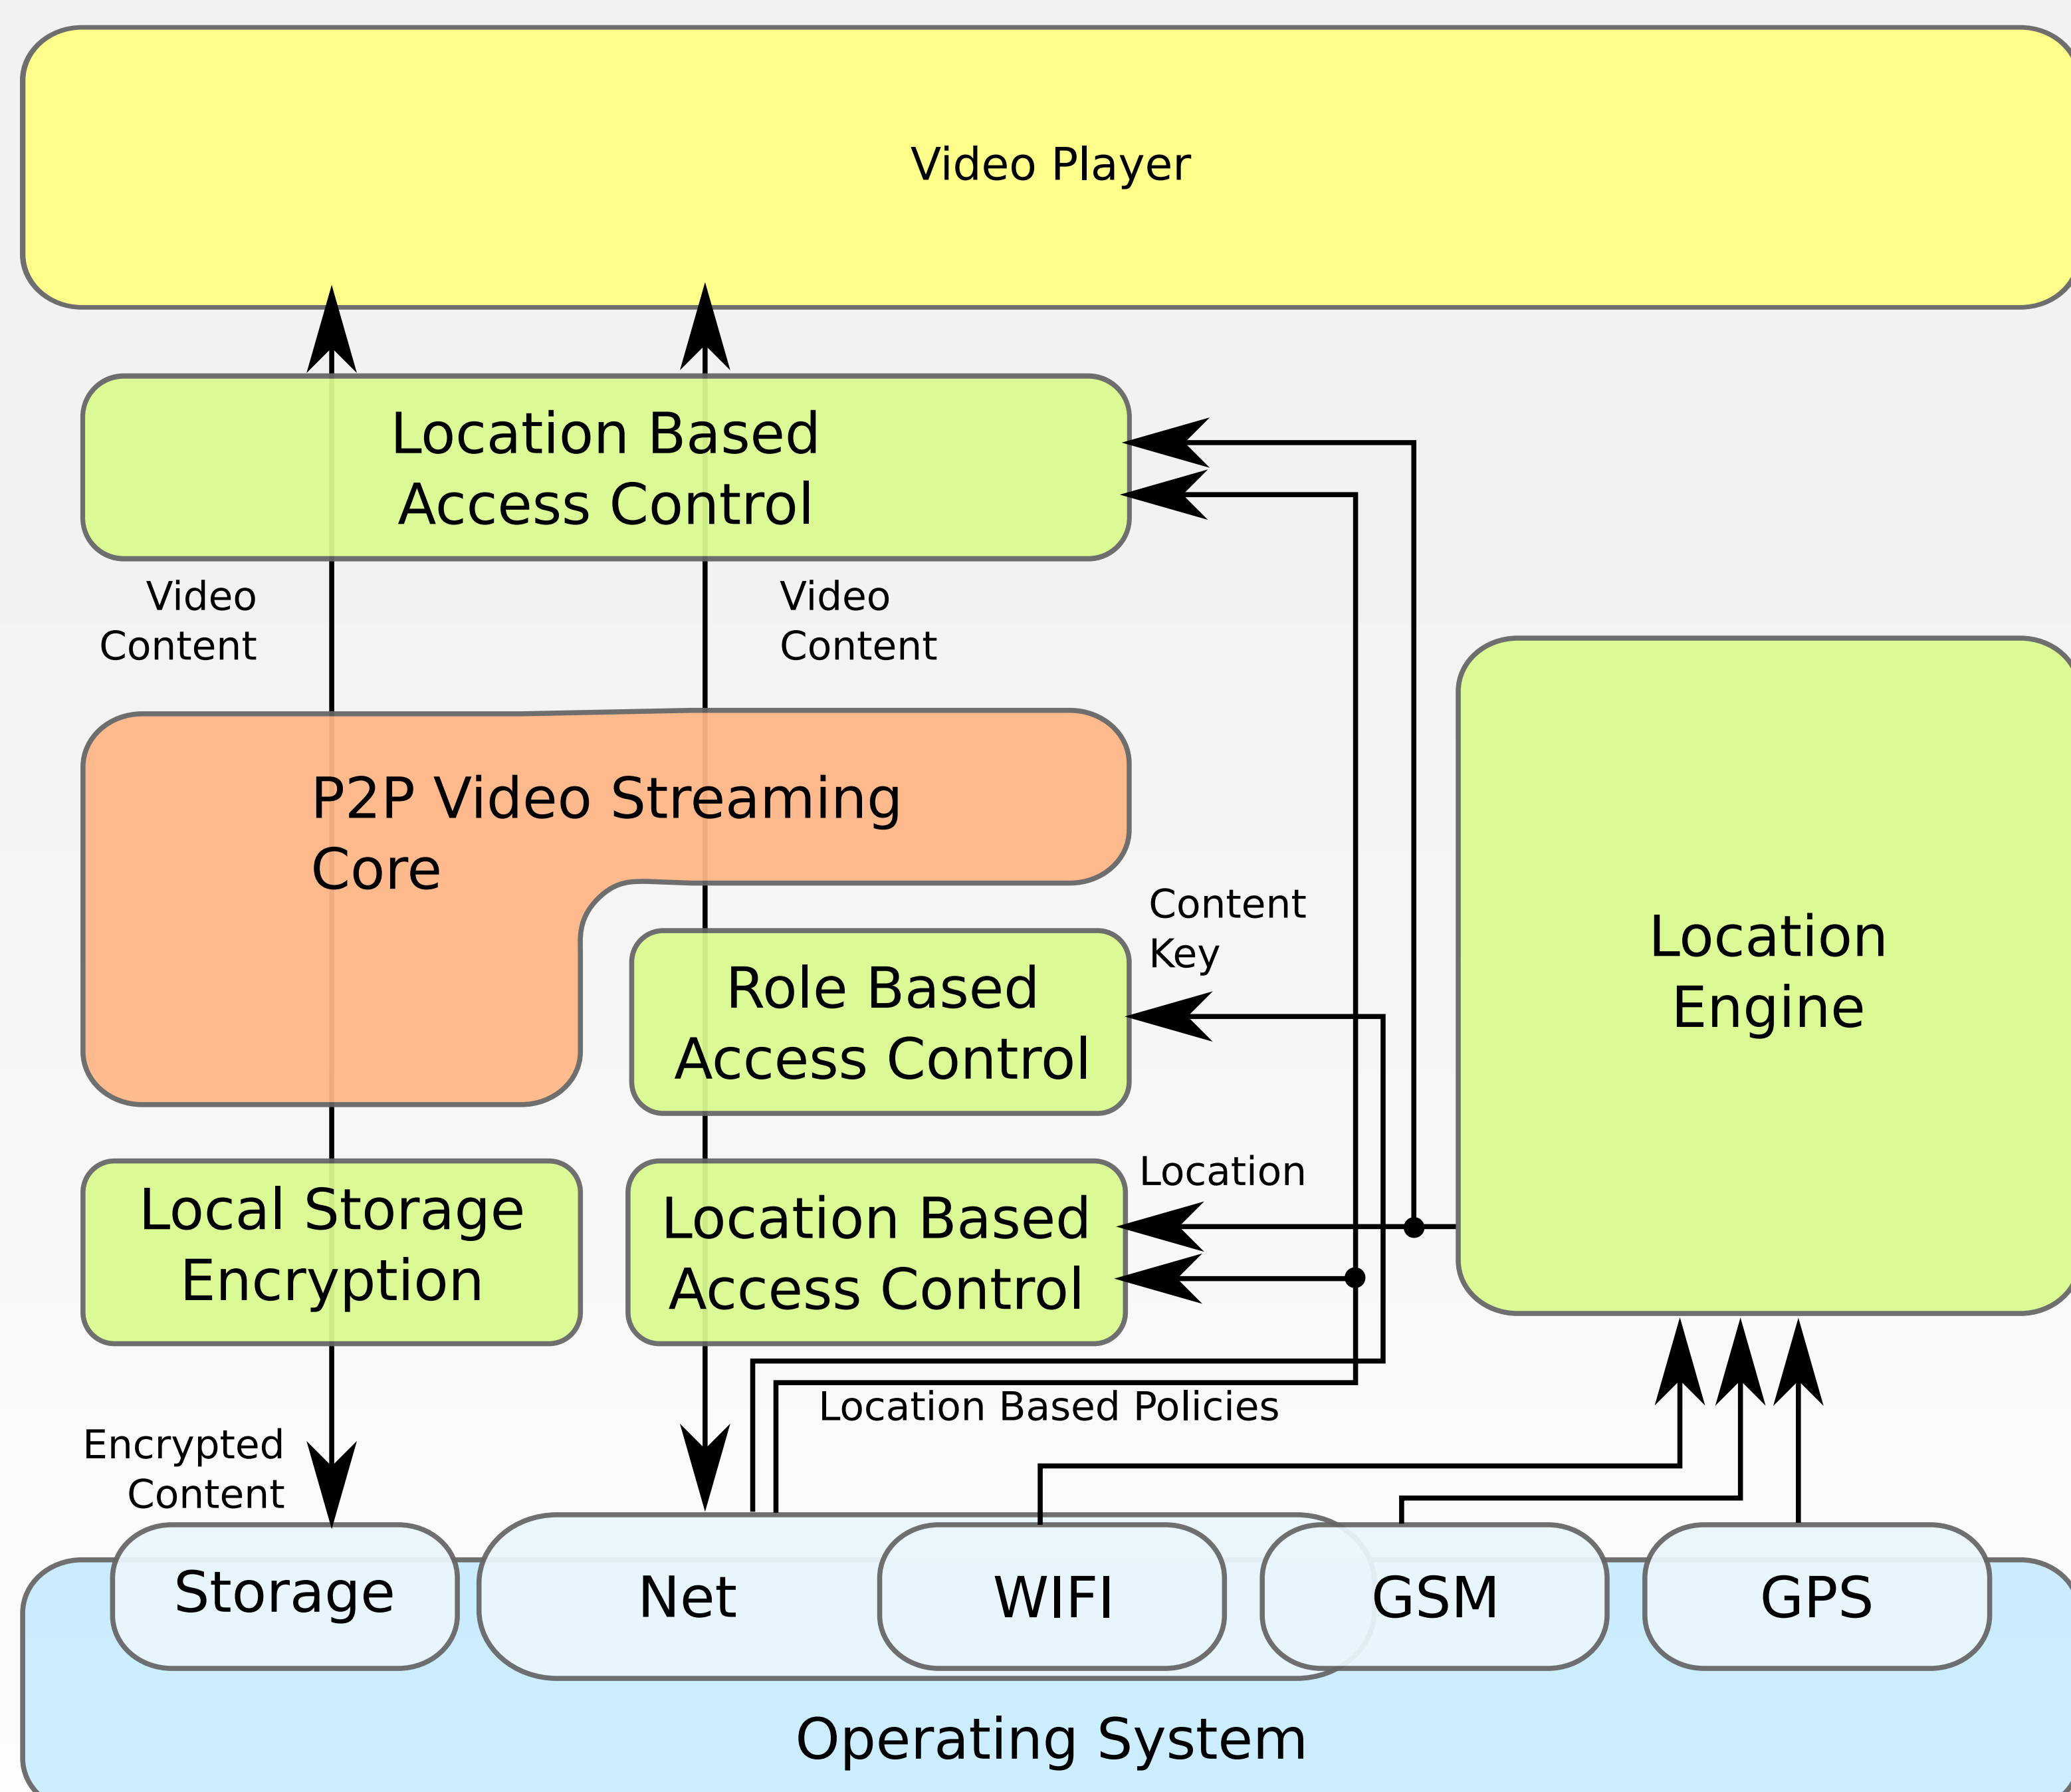 Video Player
Location Based
Access Control
Video
Content
Video
Content
P2P Video Streaming
Core
Content
Key
Role Based
Access Control
Location
Engine
Location
Local Storage
Encryption
Location Based
Access Control
Location Based Policies
Encrypted
Content
Storage
Net
WIFI
GSM
GPS
Operating System